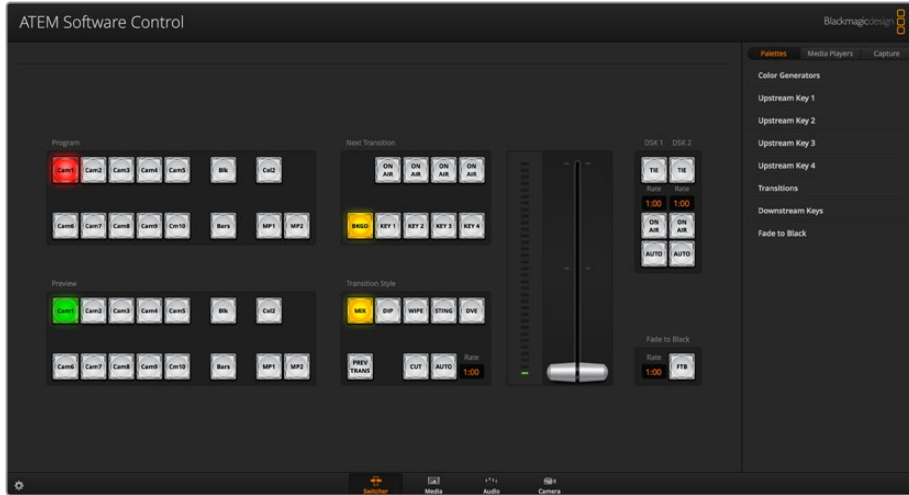 ATEM Software Control
Blackmagicdesign
Palettes Media Players Capture
Color Generators
Upstream Key 1
Upstream Key 2
Upstream Key 3
Upstream Key 4
Transitions
Downstream Keys
Fade to Black
Program
Cam1 Cam2 Cam3 Cam4 Cam5 Blk Col2
Cam6 Cam7 Cam8 Cam9 Cm10 Bars MP1 MP2
Next Transition
ON AIR ON AIR ON AIR ON AIR
BKGD KEY 1 KEY 2 KEY 3 KEY 4
DSK 1 DSK 2
TIE TIE
Rate Rate
1:00 1:00
ON AIR ON AIR
AUTO AUTO
Preview
Cam1 Cam2 Cam3 Cam4 Cam5 Blk Col2
Cam6 Cam7 Cam8 Cam9 Cm10 Bars MP1 MP2
Transition Style
MIX DIP WIPE STING DVE
PREV TRANS CUT AUTO Rate 1:00
Fade to Black
Rate
1:00 FTB
Switcher Media Audio Camera